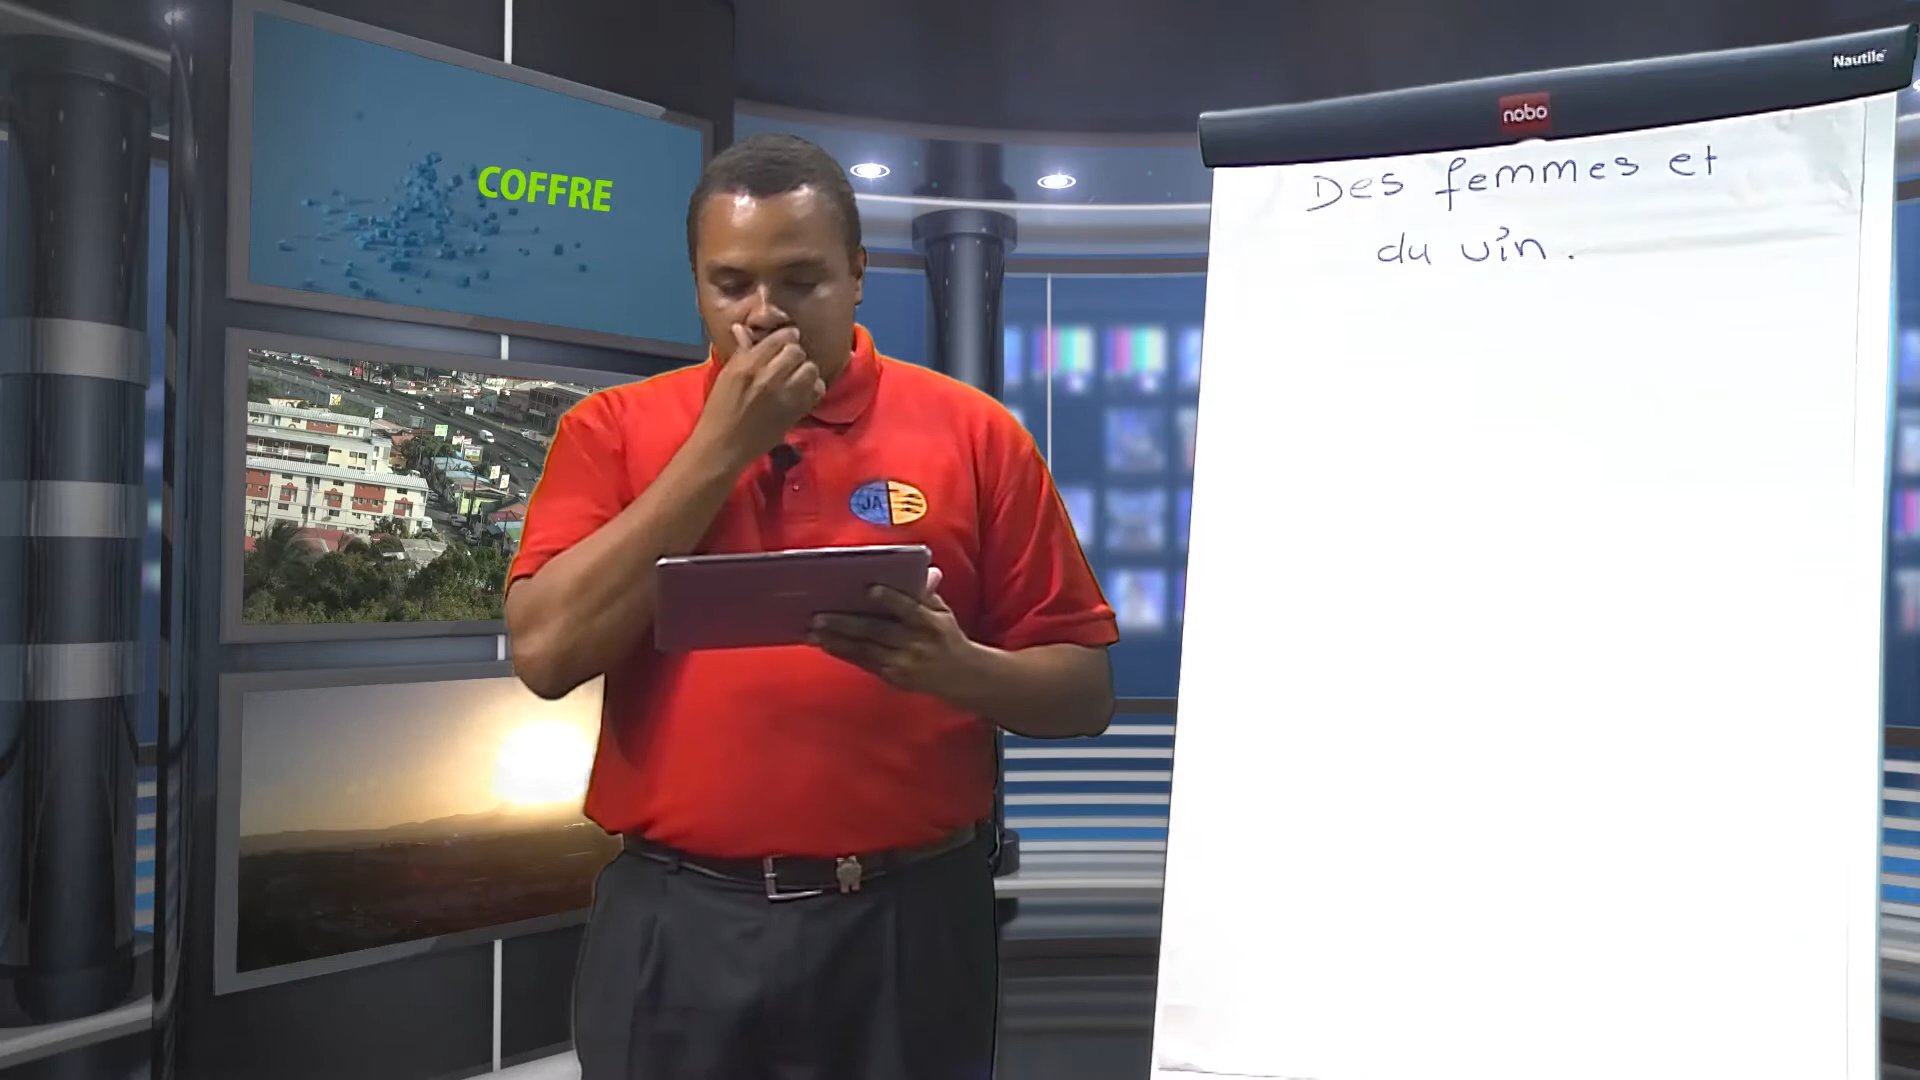 COFFRE
Nautile
nobo
Des femmes et
du vin.
JA